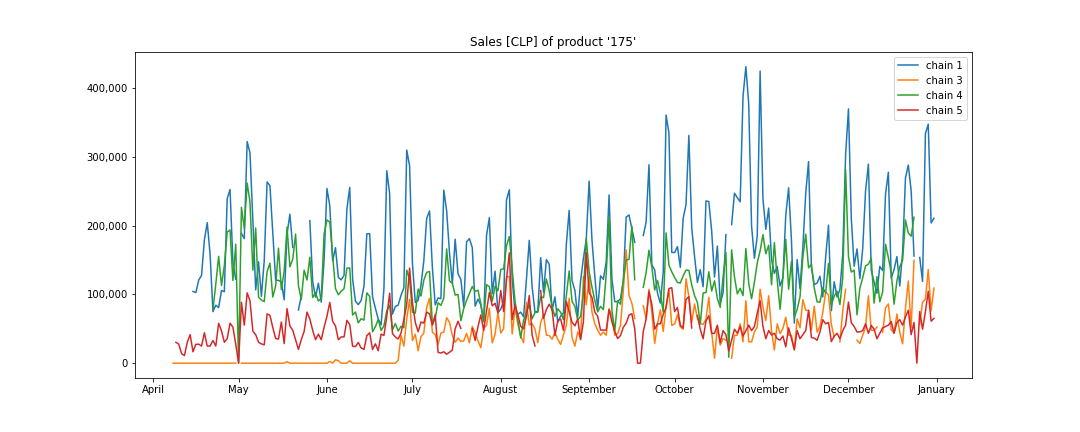 Sales [CLP] of product '175'
chain 1
chain 3
chain 4
chain 5
400,000
300,000
200,000
100,000
0
April May June July August September October November December January